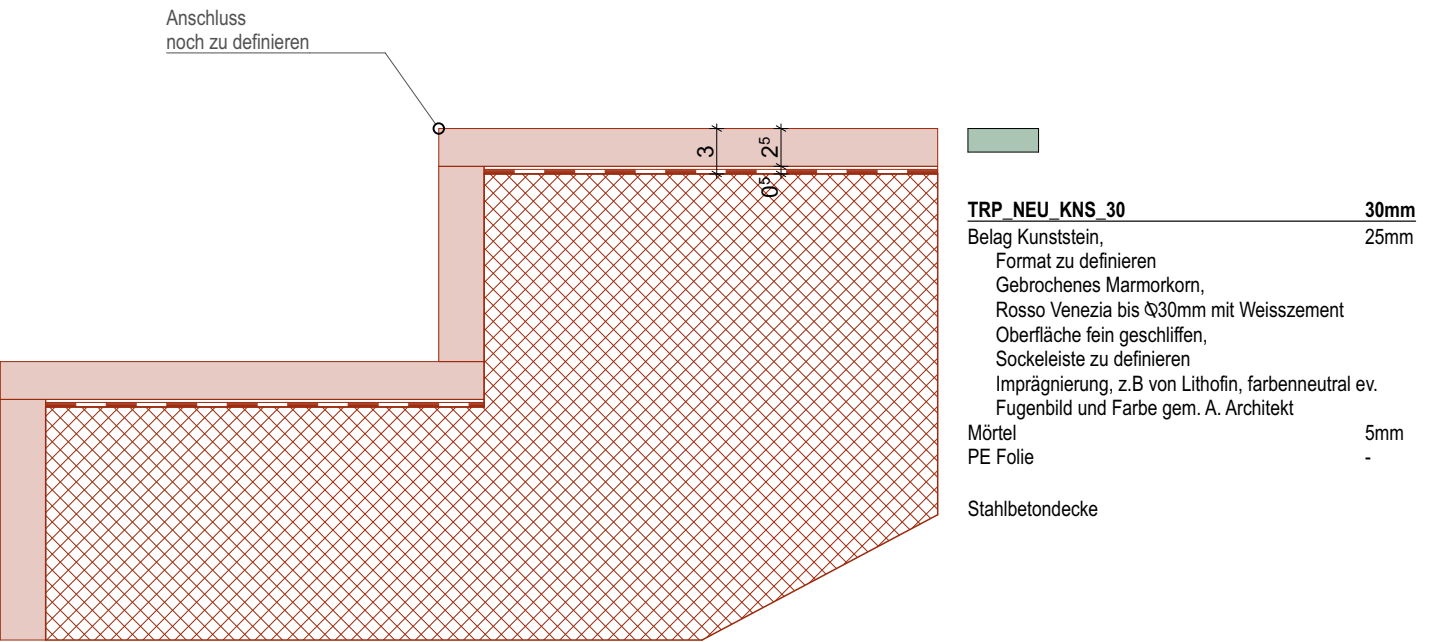 Anschluss
noch zu definieren
3
2⁵
0⁵
TRP_NEU_KNS_30 30mm
Belag Kunststein, 25mm
Format zu definieren
Gebrochenes Marmorkorn,
Rosso Venezia bis Ø30mm mit Weisszement
Oberfläche fein geschliffen,
Sockeleiste zu definieren
Imprägnierung, z.B von Lithofin, farbenneutral ev.
Fugenbild und Farbe gem. A. Architekt
Mörtel 5mm
PE Folie -
Stahlbetondecke